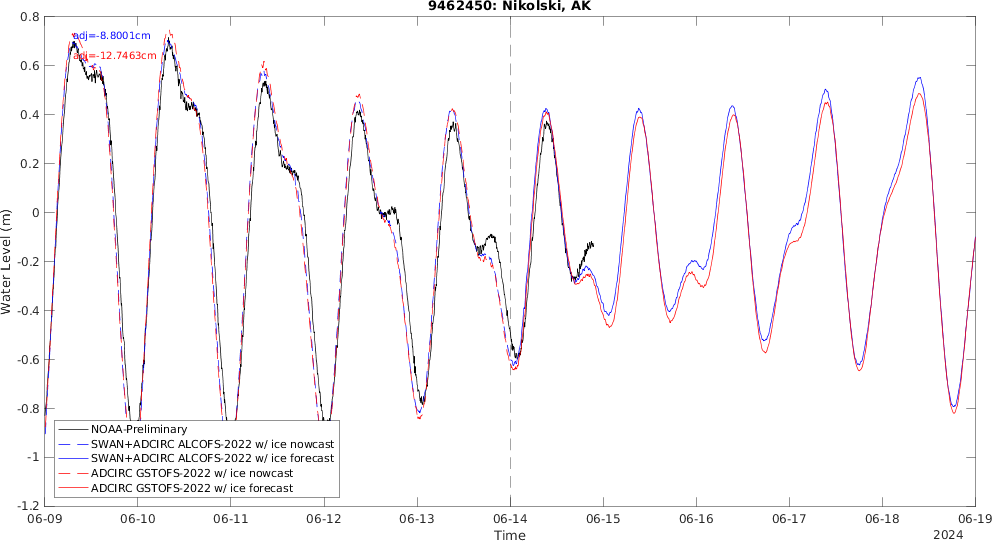 9462450: Nikolski, AK
adj=-8.8001cm
adj=-12.7463cm
Water Level (m)
0.8
0.6
0.4
0.2
0
-0.2
-0.4
-0.6
-0.8
-1
-1.2
NOAA-Preliminary
SWAN+ADCIRC ALCOFS-2022 w/ ice nowcast
SWAN+ADCIRC ALCOFS-2022 w/ ice forecast
ADCIRC GSTOFS-2022 w/ ice nowcast
ADCIRC GSTOFS-2022 w/ ice forecast
06-09 06-10 06-11 06-12 06-13 06-14 06-15 06-16 06-17 06-18 06-19
Time
2024